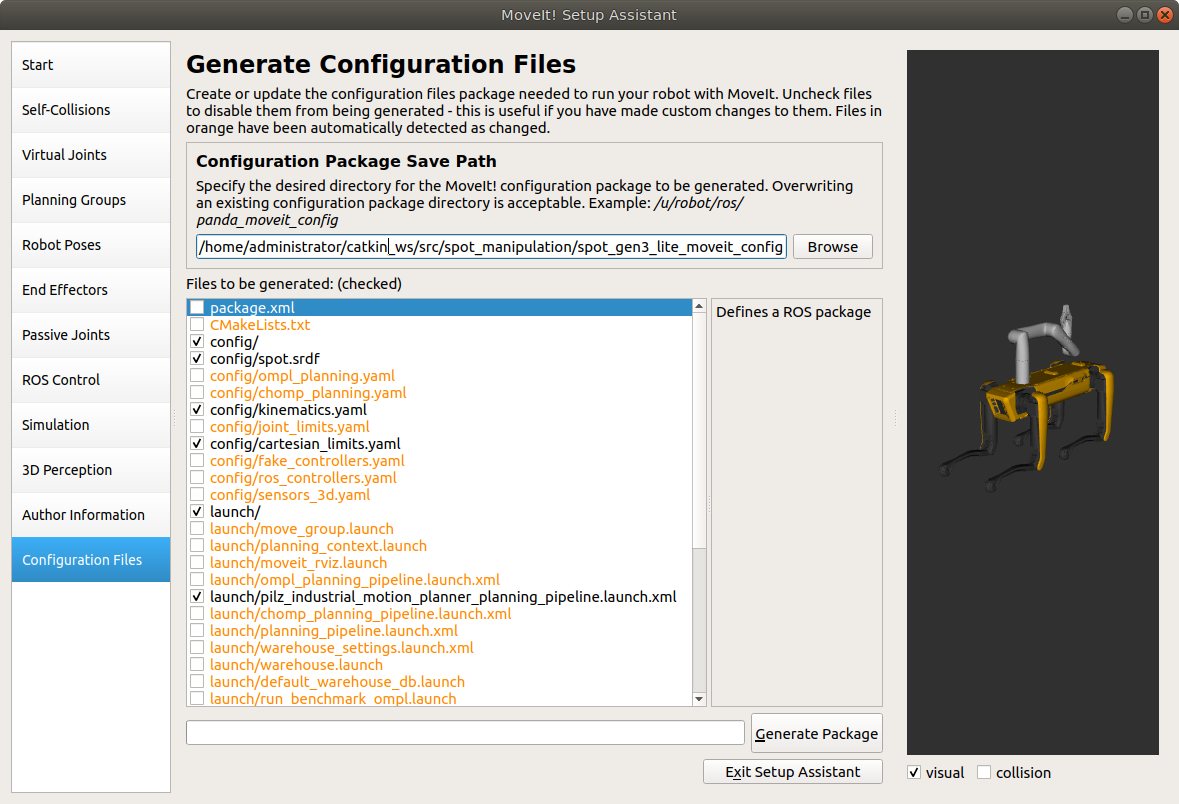 MoveIt! Setup Assistant
Start
Self-Collisions
Virtual Joints
Planning Groups
Robot Poses
End Effectors
Passive Joints
ROS Control
Simulation
3D Perception
Author Information
Configuration Files
Generate Configuration Files
Create or update the configuration files package needed to run your robot with MoveIt. Uncheck files
to disable them from being generated - this is useful if you have made custom changes to them. Files in
orange have been automatically detected as changed.
Configuration Package Save Path
Specify the desired directory for the MoveIt! configuration package to be generated. Overwriting
an existing configuration package directory is acceptable. Example: /u/robot/ros/
panda_moveit_config
/home/administrator/catkin_ws/src/spot_manipulation/spot_gen3_lite_moveit_config
Browse
Files to be generated: (checked)
package.xml
CMakeLists.txt
config/
config/spot.srdf
config/ompl_planning.yaml
config/chomp_planning.yaml
config/kinematics.yaml
config/joint_limits.yaml
config/cartesian_limits.yaml
config/fake_controllers.yaml
config/ros_controllers.yaml
config/sensors_3d.yaml
launch/
launch/move_group.launch
launch/planning_context.launch
launch/moveit_rviz.launch
launch/ompl_planning_pipeline.launch.xml
launch/pilz_industrial_motion_planner_planning_pipeline.launch.xml
launch/chomp_planning_pipeline.launch.xml
launch/planning_pipeline.launch.xml
launch/warehouse_settings.launch.xml
launch/warehouse.launch
launch/default_warehouse_db.launch
launch/run_benchmark_ompl.launch
Defines a ROS package
Generate Package
Exit Setup Assistant
visual
collision